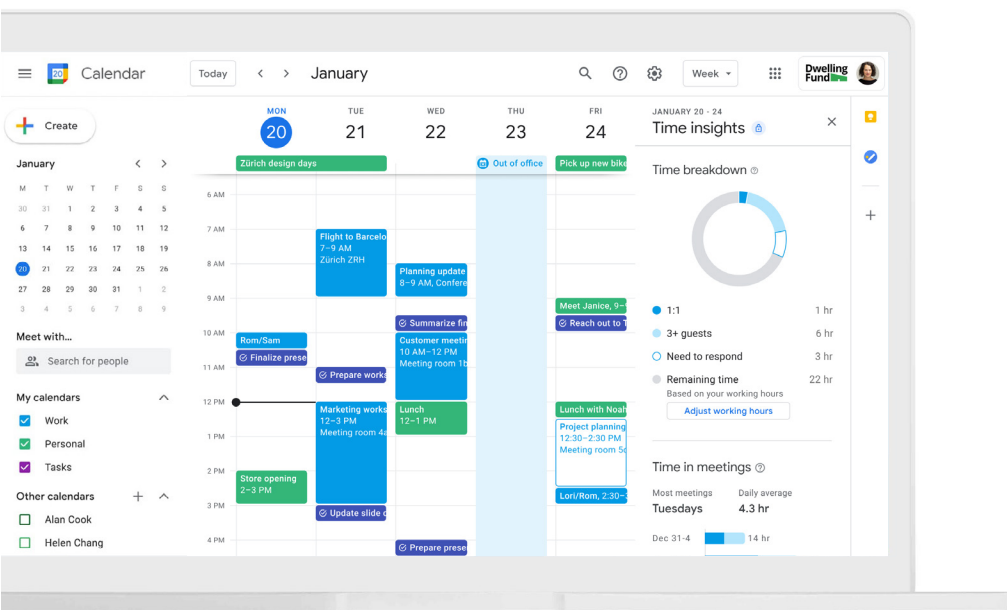 20
Calendar
Today
January
Week
Dwelling
Fund
Create
January
M T W T F S S
30 31 1 2 3 4 5
6 7 8 9 10 11 12
13 14 15 16 17 18 19
20 21 22 23 24 25 26
27 28 29 30 31 1 2
3 4 5 6 7 8 9
Meet with...
Search for people
My calendars
Work
Personal
Tasks
Other calendars
Alan Cook
Helen Chang
MON TUE WED THU FRI
20 21 22 23 24
Zürich design days
Out of office
Pick up new bike
6 AM
7 AM
8 AM
9 AM
10 AM
11 AM
12 PM
1 PM
2 PM
3 PM
4 PM
Rom/Sam
Finalize prese
Store opening
2–3 PM
Flight to Barcelo
7–9 AM
Zürich ZRH
Prepare works
Marketing works
12–3 PM
Meeting room 4a
Update slide
Planning update
8–9 AM, Confere
Summarize fin
Customer meetin
10 AM–12 PM
Meeting room 1b
Lunch
12–1 PM
Prepare prese
Meet Janice, 9–
Reach out to T
Lunch with Noah
Project planning
12:30–2:30 PM
Meeting room 5c
Lori/Rom, 2:30–
JANUARY 20 - 24
Time insights
Time breakdown
1:1 1 hr
3+ guests 6 hr
Need to respond 3 hr
Remaining time 22 hr
Based on your working hours
Adjust working hours
Time in meetings
Most meetings Daily average
Tuesdays 4.3 hr
Dec 31-4 14 hr